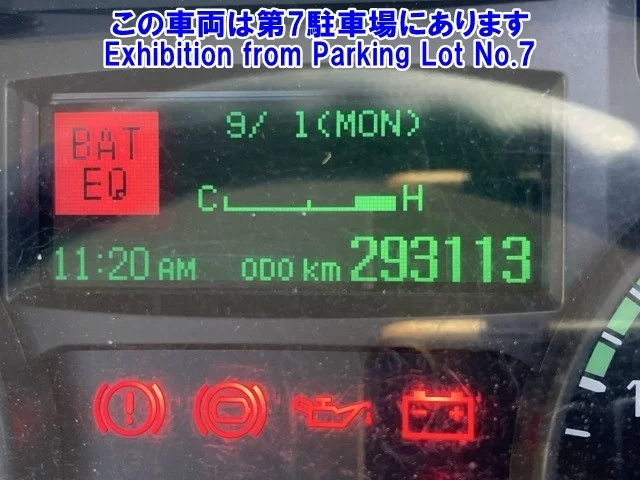 この車両は第7駐車場にあります
Exhibition from Parking Lot No.7
BAT
EQ
9/ 1(MON)
C H
11:20 AM ODO km 293113
1